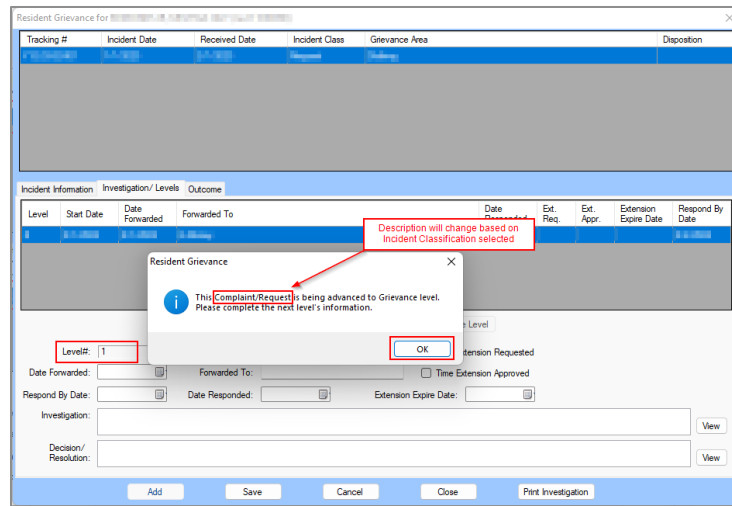 Resident Grievance for
Tracking # Incident Date Received Date Incident Class Grievance Area Disposition
Incident Information Investigation/ Levels Outcome
Level Start Date Date Forwarded Forwarded To Date Ext. Req. Ext. Appr. Extension Expire Date Respond By Date
Description will change based on
Incident Classification selected
Resident Grievance
This Complaint/Request is being advanced to Grievance level.
Please complete the next level's information.
OK
Level
Level#: 1
Extension Requested
Date Forwarded: Forwarded To: Time Extension Approved
Respond By Date: Date Responded: Extension Expire Date:
Investigation:
View
Decision/
Resolution:
View
Add Save Cancel Close Print Investigation